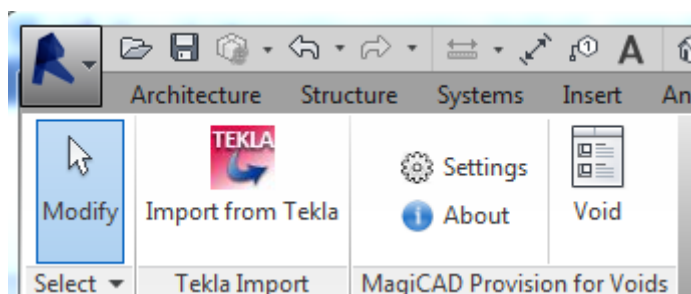 A
Architecture Structure Systems Insert An
TEKLA
Modify Import from Tekla Settings About Void
Select Tekla Import MagiCAD Provision for Voids